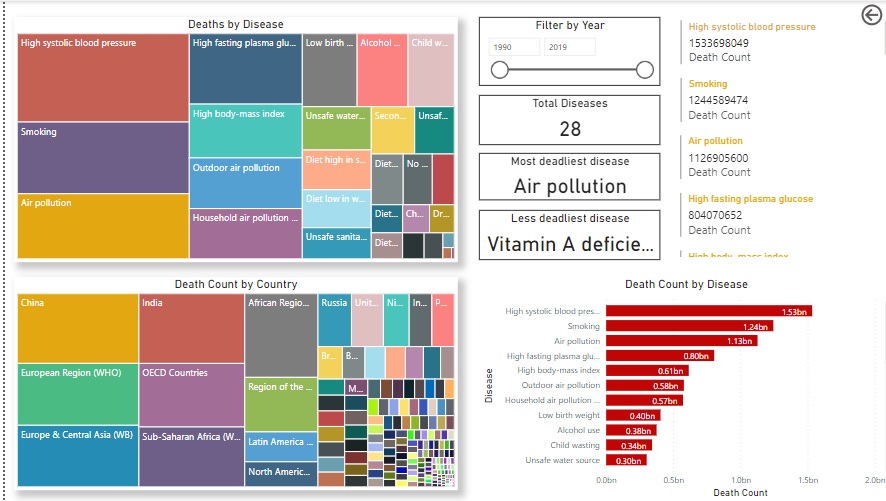 Deaths by Disease
High systolic blood pressure
Smoking
Air pollution
High fasting plasma glu...
High body-mass index
Outdoor air pollution
Household air pollution ...
Low birth ...
Alcohol ...
Child w...
Unsafe water...
Secon...
Unsaf...
Diet high in s...
Diet...
No ...
Diet low in w...
Diet...
Ch...
Dr...
Unsafe sanita...
Diet...
Filter by Year
1990
2019
Total Diseases
28
Most deadliest disease
Air pollution
Less deadliest disease
Vitamin A deficie...
High systolic blood pressure
1533698049
Death Count
Smoking
1244589474
Death Count
Air pollution
1126905600
Death Count
High fasting plasma glucose
804070652
Death Count
High body-mass index
Death Count by Country
China
European Region (WHO)
Europe & Central Asia (WB)
India
OECD Countries
Sub-Saharan Africa (W...
African Regio...
Region of the ...
Latin America ...
North Americ...
Russia
Unit...
Ni...
In...
P...
Br...
B...
M...
Death Count by Disease
Disease
High systolic blood pres...
1.53bn
Smoking
1.24bn
Air pollution
1.13bn
High fasting plasma glu...
0.80bn
High body-mass index
0.61bn
Outdoor air pollution
0.58bn
Household air pollution ...
0.57bn
Low birth weight
0.40bn
Alcohol use
0.38bn
Child wasting
0.34bn
Unsafe water source
0.30bn
0.0bn
0.5bn
1.0bn
1.5bn
2.0bn
Death Count